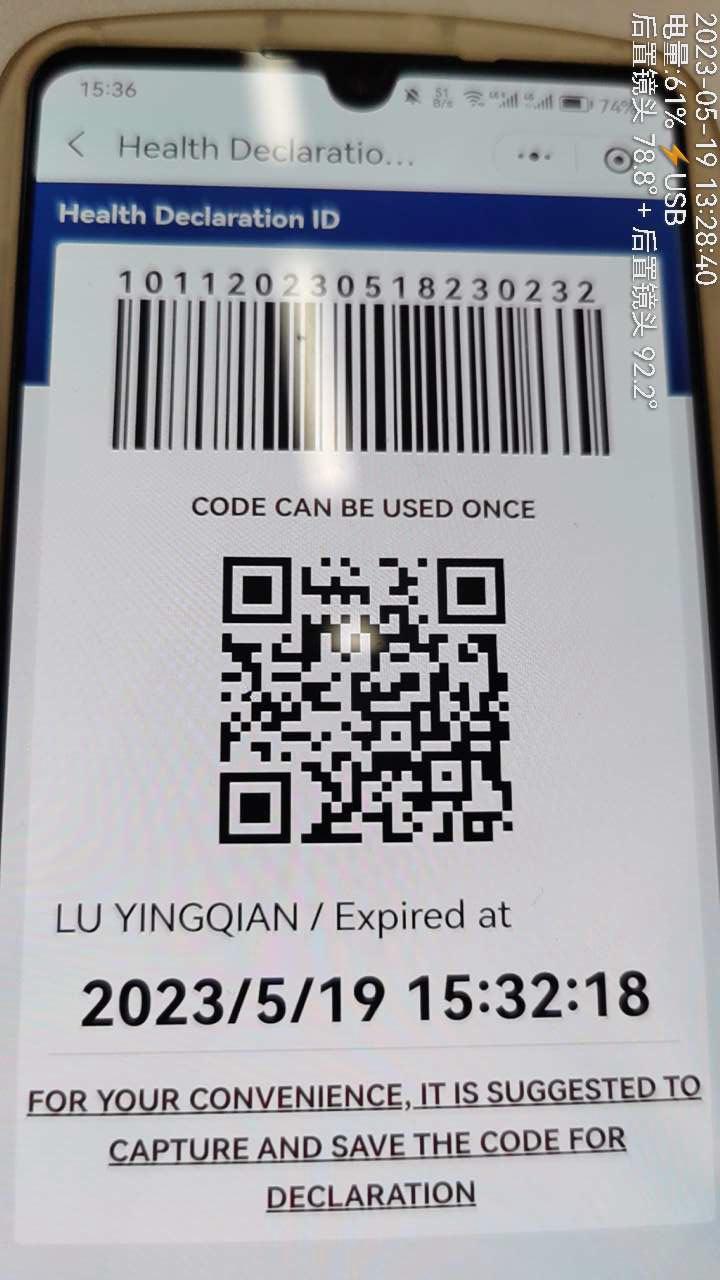 15:36
74%
Health Declaratio...
Health Declaration ID
101120230518230232
CODE CAN BE USED ONCE
LU YINGQIAN / Expired at
2023/5/19 15:32:18
FOR YOUR CONVENIENCE, IT IS SUGGESTED TO
CAPTURE AND SAVE THE CODE FOR
DECLARATION
2023-05-19 13:28:40
电量:61% ⚡USB
后置镜头 78.8° + 后置镜头 92.2°